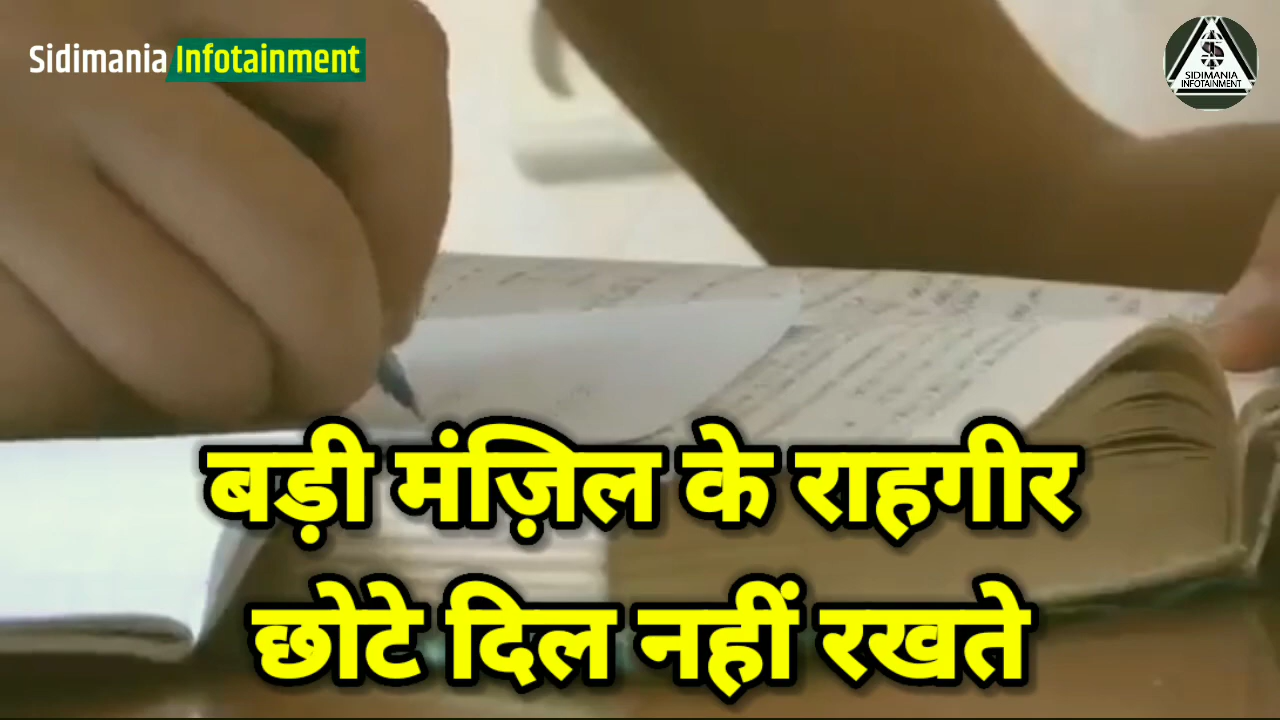 Sidimania Infotainment
SIDIMANIA
INFOTAINMENT
बड़ी मंज़िल के राहगीर
छोटे दिल नहीं रखते